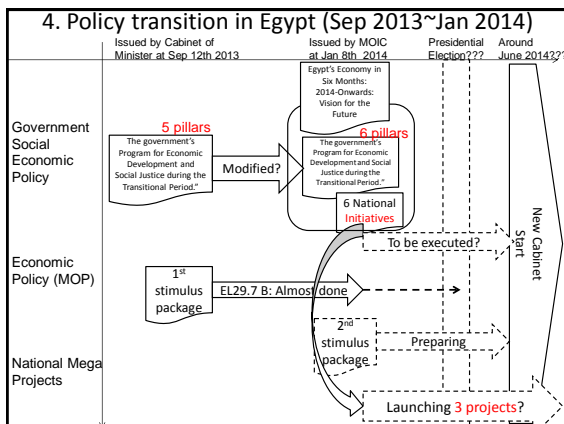 4. Policy transition in Egypt (Sep 2013~Jan 2014)
Issued by Cabinet of
Minister at Sep 12th 2013
Issued by MOIC
at Jan 8th 2014
Presidential
Election???
Around
June 2014???
Egypt's Economy in
Six Months:
2014-Onwards:
Vision for the
Future
Government
Social
Economic
Policy
5 pillars
The government's
Program for Economic
Development and
Social Justice during the
Transitional Period."
Modified?
6 pillars
The government's
Program for Economic
Development and Social
Justice during the
Transitional Period."
6 National
Initiatives
To be executed?
New Cabinet
Start
Economic
Policy (MOP)
1st
stimulus
package
EL29.7 B: Almost done
2nd
stimulus
package
Preparing
National Mega
Projects
Launching 3 projects?